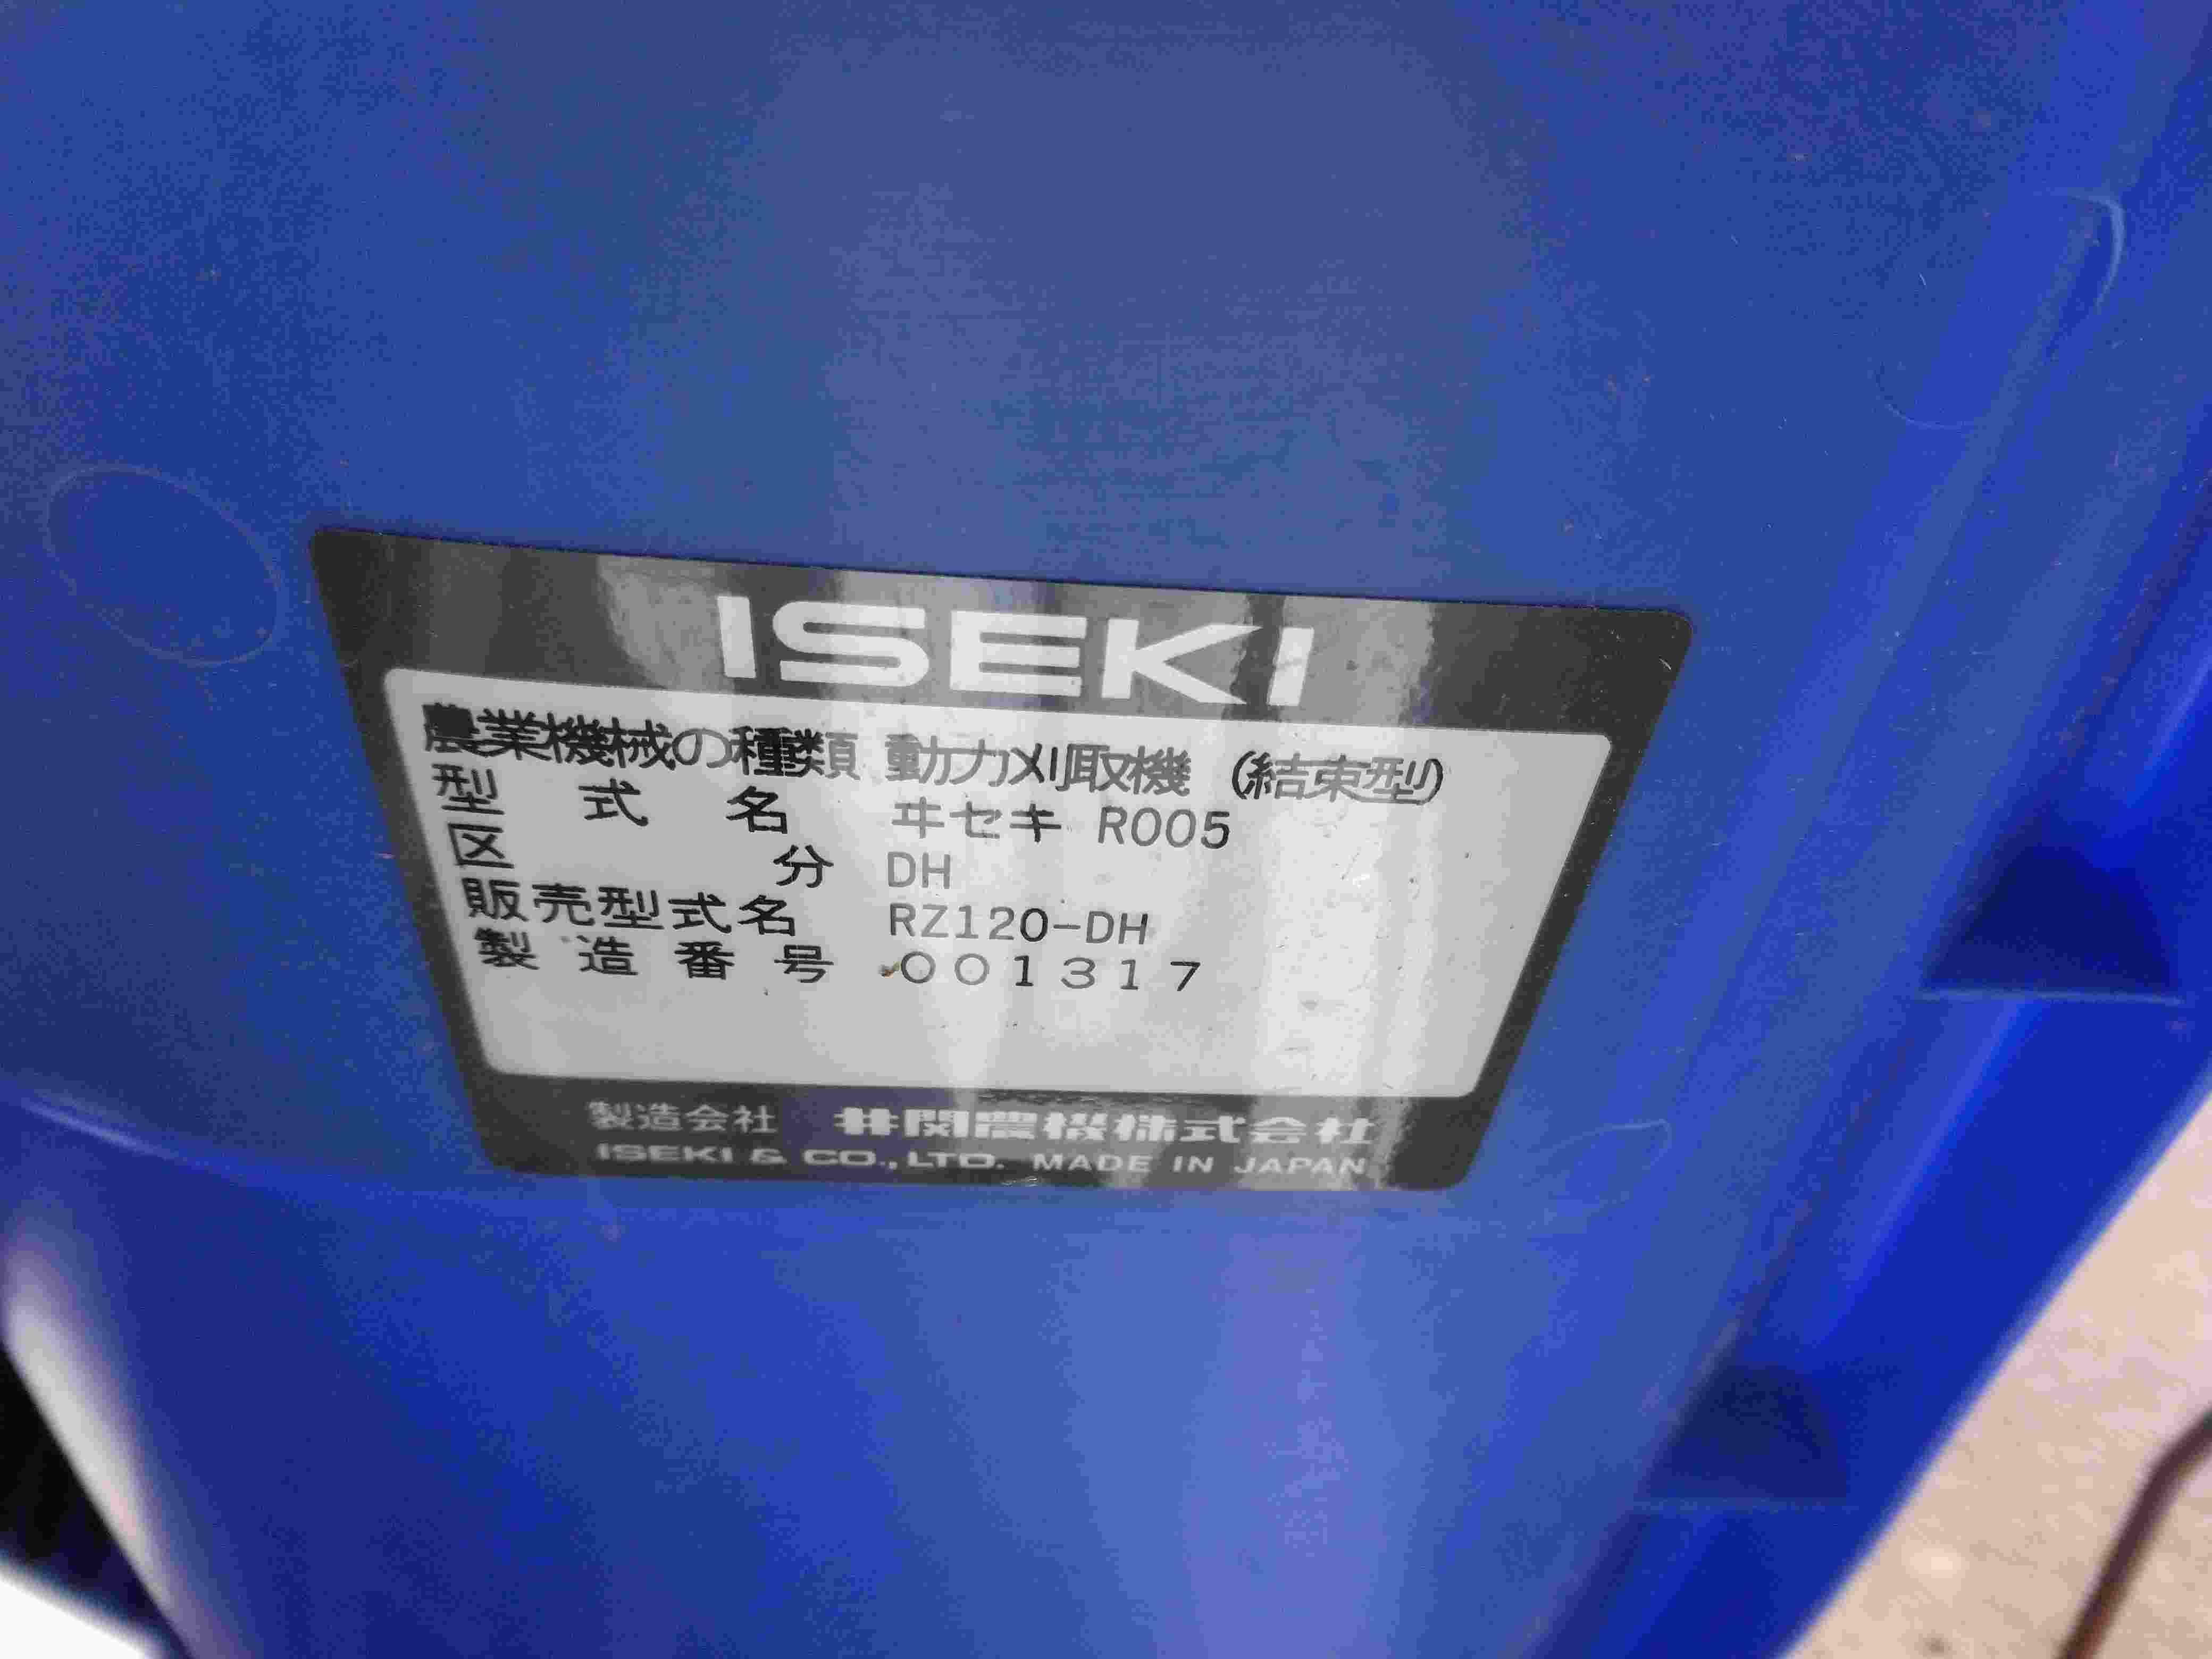 ISEKI
農業機械の種類 動力刈取機 (結束型)
型式名 ヰセキ R005
区分 DH
販売型式名 RZ120-DH
製造番号 001317
製造会社 井関農機株式会社
ISEKI & CO.,LTD. MADE IN JAPAN